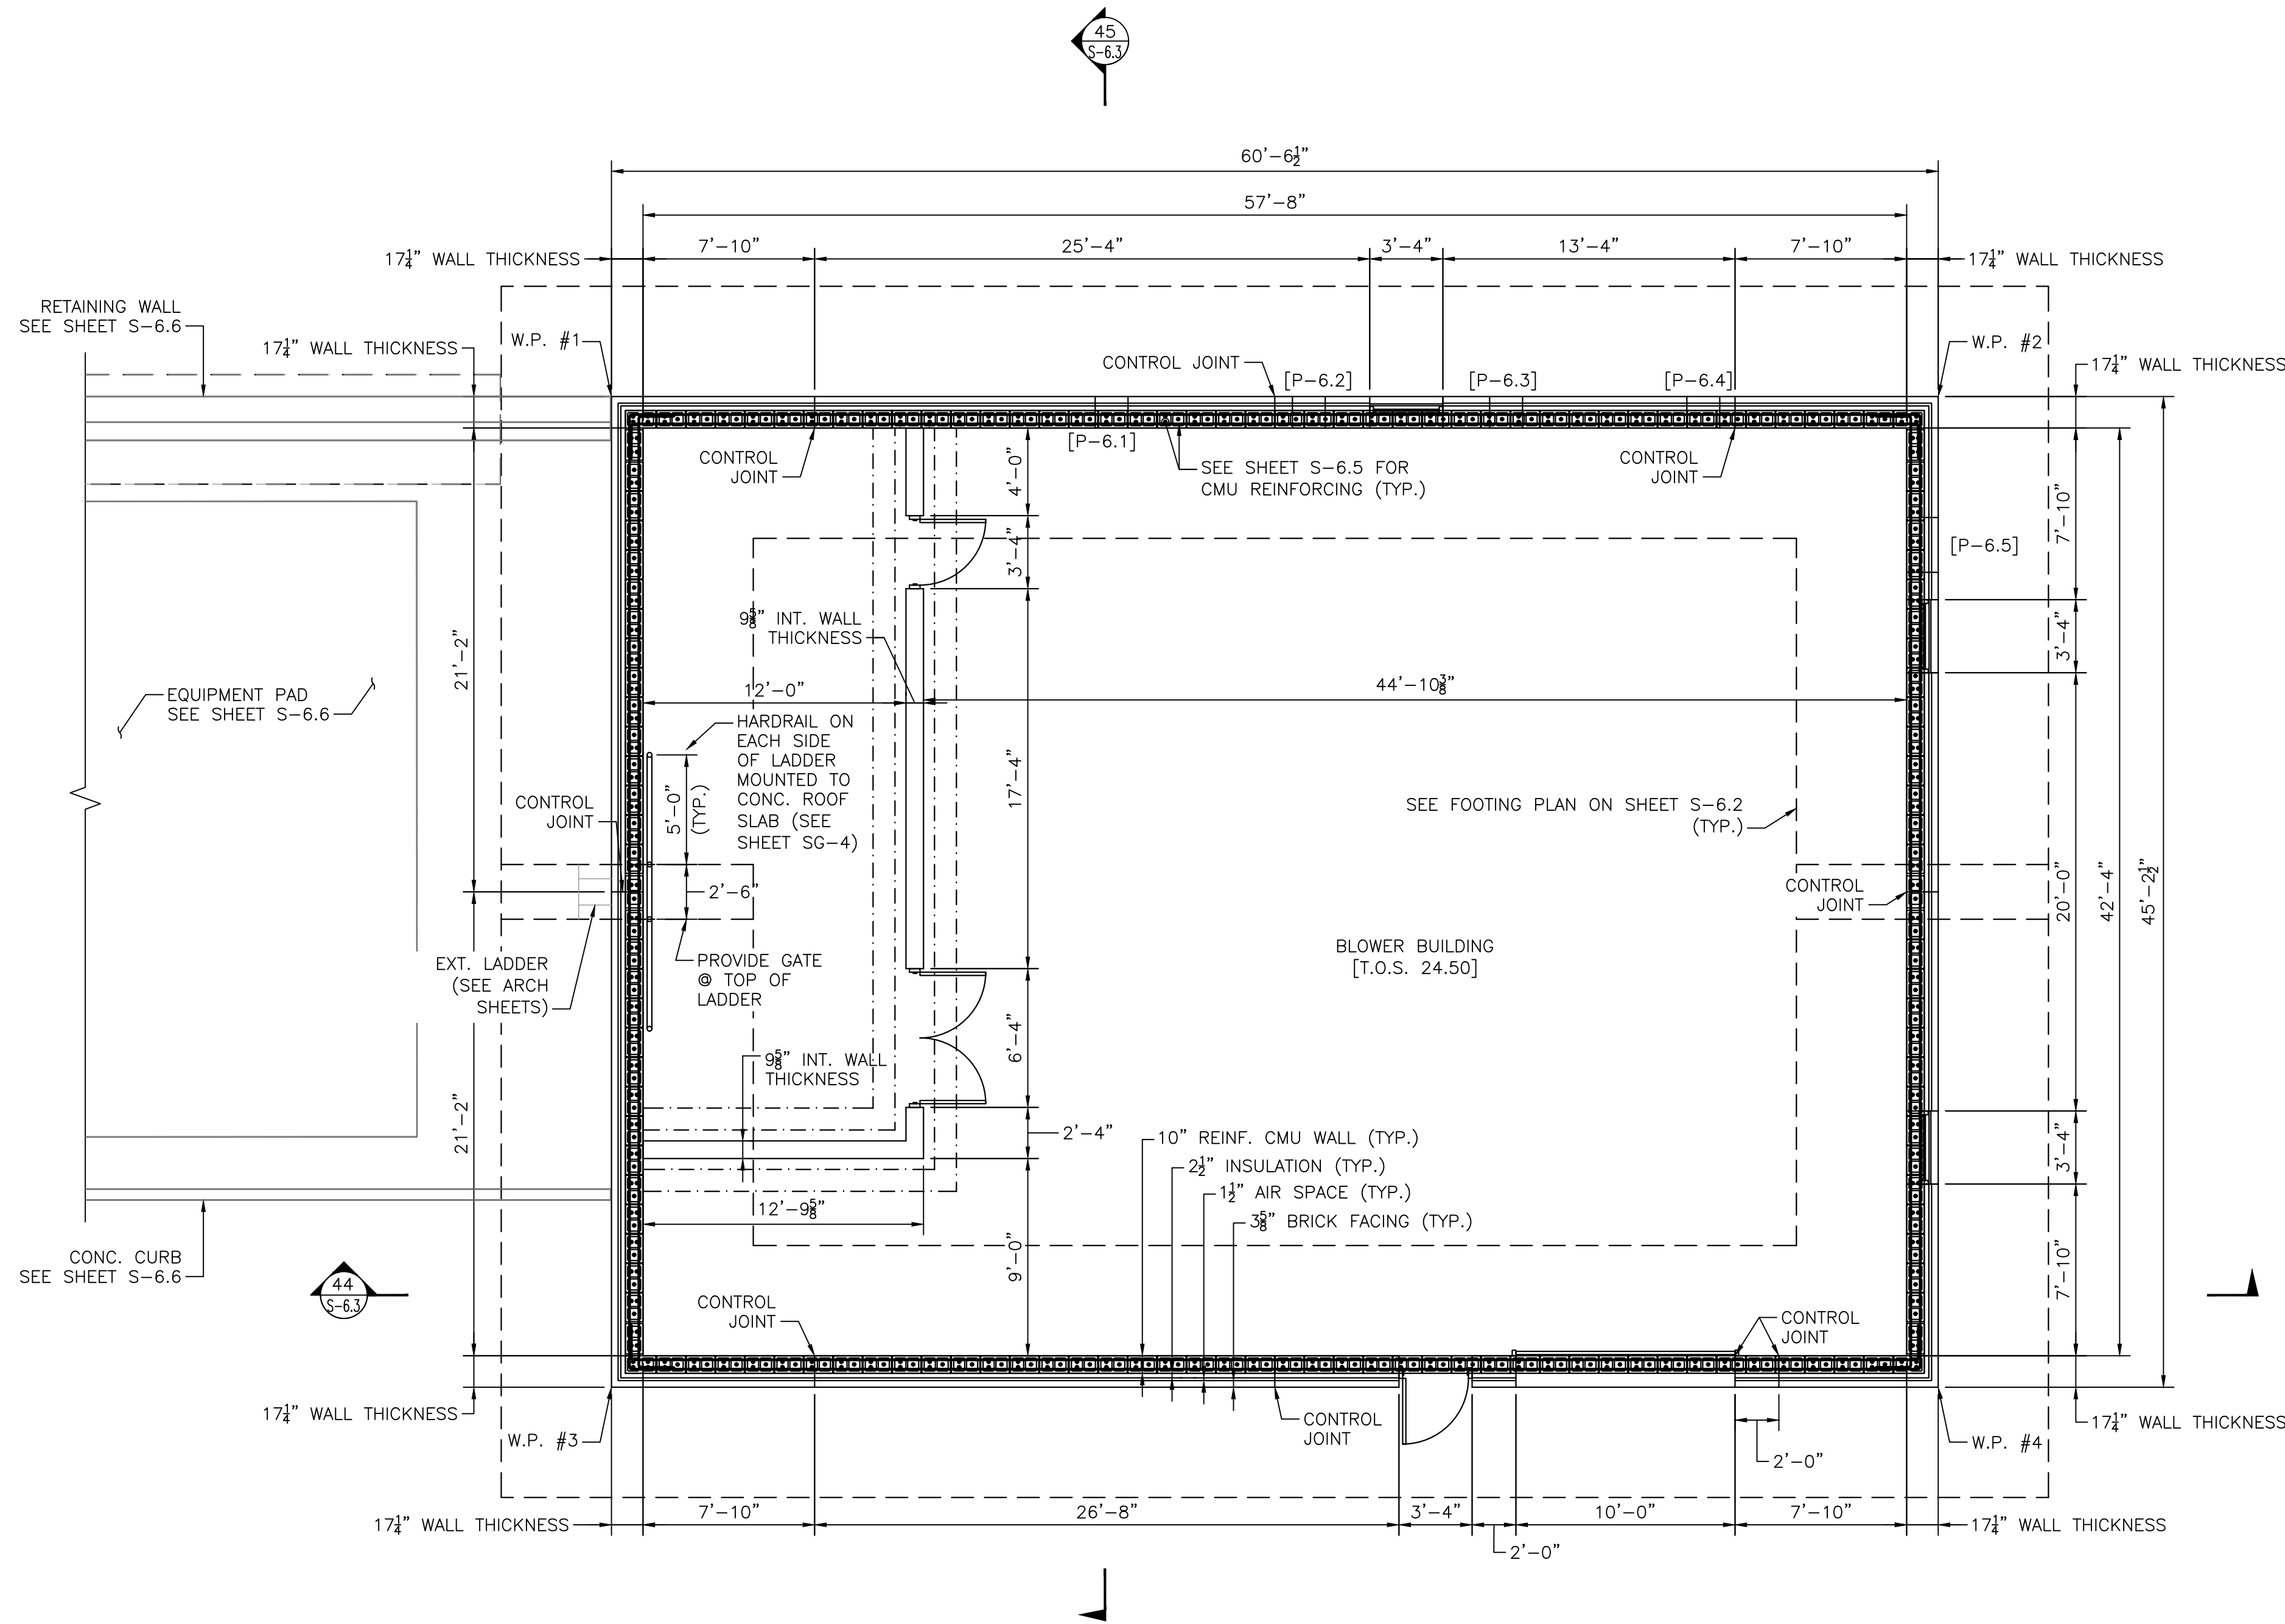 45
S-6.3
60'-6½"
57'-8"
17¼" WALL THICKNESS
7'-10"
25'-4"
3'-4"
13'-4"
7'-10"
17¼" WALL THICKNESS
RETAINING WALL
SEE SHEET S-6.6
17¼" WALL THICKNESS
W.P. #1
CONTROL JOINT
[P-6.2]
[P-6.3]
[P-6.4]
W.P. #2
17¼" WALL THICKNESS
[P-6.1]
CONTROL
JOINT
4'-0"
SEE SHEET S-6.5 FOR
CMU REINFORCING (TYP.)
CONTROL
JOINT
7'-10"
[P-6.5]
3'-4"
9⅝" INT. WALL
THICKNESS
3'-4"
21'-2"
EQUIPMENT PAD
SEE SHEET S-6.6
12'-0"
44'-10⅜"
HARDRAIL ON
EACH SIDE
OF LADDER
MOUNTED TO
CONC. ROOF
SLAB (SEE
SHEET SG-4)
5'-0"
(TYP.)
17'-4"
CONTROL
JOINT
SEE FOOTING PLAN ON SHEET S-6.2
(TYP.)
2'-6"
CONTROL
JOINT
20'-0"
42'-4"
45'-2½"
EXT. LADDER
(SEE ARCH
SHEETS)
PROVIDE GATE
@ TOP OF
LADDER
BLOWER BUILDING
[T.O.S. 24.50]
9⅝" INT. WALL
THICKNESS
6'-4"
21'-2"
2'-4"
10" REINF. CMU WALL (TYP.)
2½" INSULATION (TYP.)
1½" AIR SPACE (TYP.)
3⅝" BRICK FACING (TYP.)
3'-4"
12'-9⅝"
9'-0"
7'-10"
CONC. CURB
SEE SHEET S-6.6
44
S-6.3
CONTROL
JOINT
CONTROL
JOINT
17¼" WALL THICKNESS
W.P. #3
CONTROL
JOINT
2'-0"
W.P. #4
17¼" WALL THICKNESS
17¼" WALL THICKNESS
7'-10"
26'-8"
3'-4"
2'-0"
10'-0"
7'-10"
17¼" WALL THICKNESS